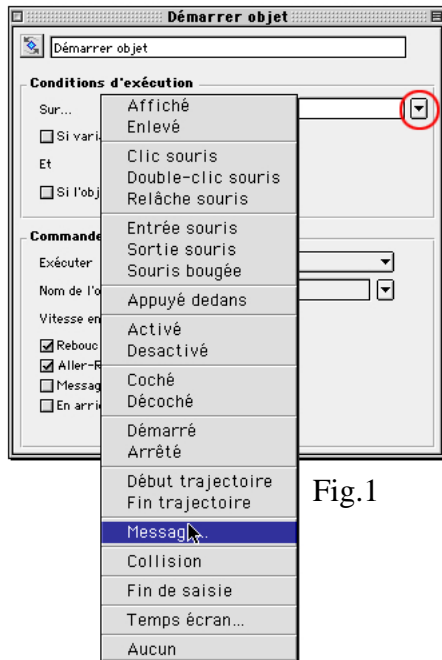 Démarrer objet
Démarrer objet
Conditions d'exécution
Sur...
Si vari
Et
Si l'obj
Commande
Exécuter
Nom de l'o
Vitesse en
Rebouc
Aller-R
Messag
En arri
Affiché
Enlevé
Clic souris
Double-clic souris
Relâche souris
Entrée souris
Sortie souris
Souris bougée
Appuyé dedans
Activé
Desactivé
Coché
Décoché
Démarré
Arrêté
Début trajectoire
Fin trajectoire
Messag...
Collision
Fin de saisie
Temps écran...
Aucun
Fig.1